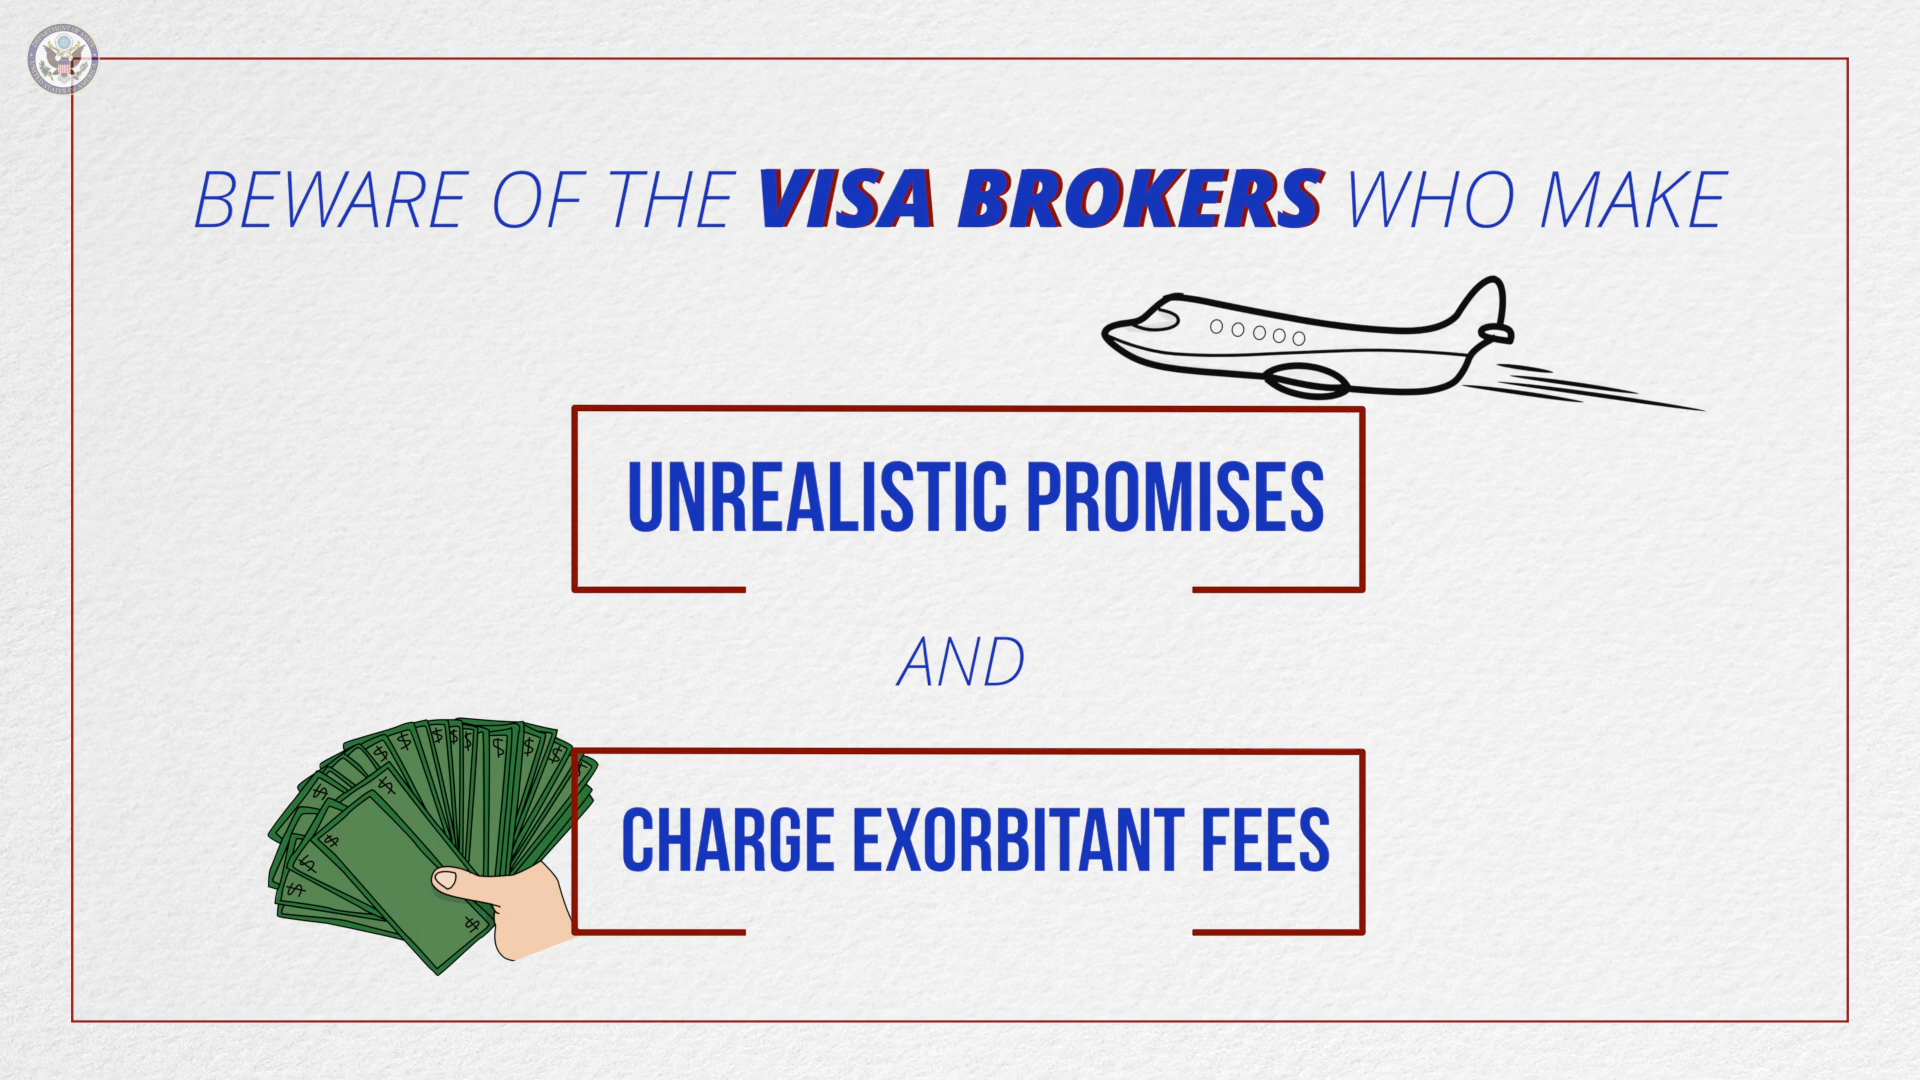 BEWARE OF THE VISA BROKERS WHO MAKE
UNREALISTIC PROMISES
AND
CHARGE EXORBITANT FEES